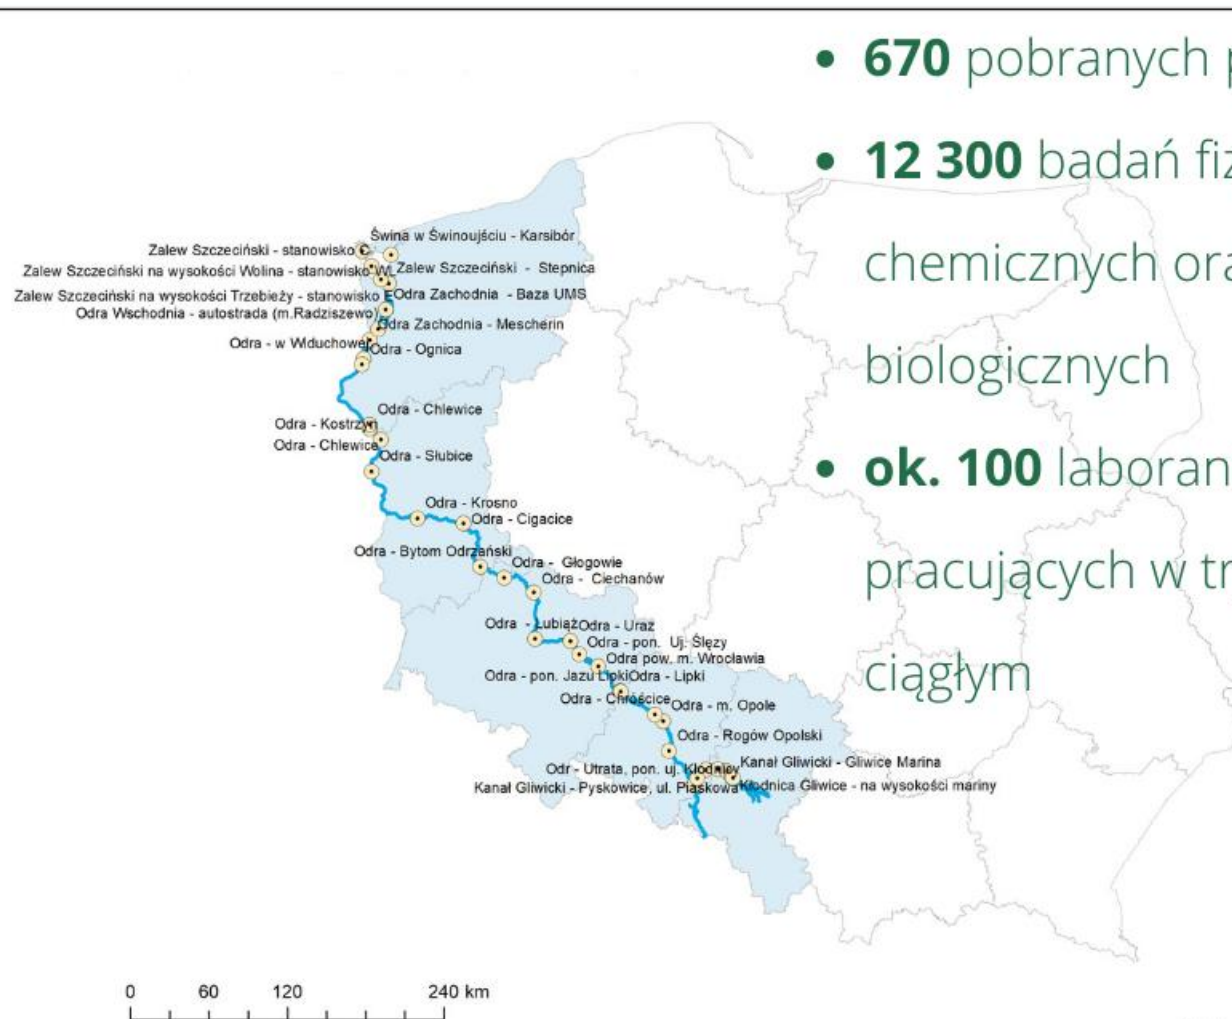 670 pobranych
12 300 badań fiz
chemicznych ora
biologicznych
ok. 100 laboran
pracujących w tr
ciągłym
Świna w Świnoujściu - Karsibór
Zalew Szczeciński - stanowisko C
Zalew Szczeciński na wysokości Wolina - stanowisko
Zalew Szczeciński - Stepnica
Zalew Szczeciński na wysokości Trzebieży - stanowisko E
Odra Zachodnia - Baza UMS
Odra Wschodnia - autostrada (m.Radziszewo)
Odra Zachodnia - Mescherin
Odra - w Widuchowej
Odra - Ognica
Odra - Chlewice
Odra - Kostrzyn
Odra - Chlewice
Odra - Słubice
Odra - Krosno
Odra - Cigacice
Odra - Bytom Odrzański
Odra - Głogowie
Odra - Ciechanów
Odra - Lubiąż
Odra - Uraz
Odra - pon. Uj. Ślęzy
Odra pow. m. Wrocławia
Odra - pon. Jazu Lipki
Odra - Lipki
Odra - Chróścice
Odra - m. Opole
Odra - Rogów Opolski
Kanał Gliwicki - Gliwice Marina
Odr - Utrata, pon. uj. Kłodnicy
Kanał Gliwicki - Pyskowice, ul. Piaskowa
Kłodnica Gliwice - na wysokości mariny
0 60 120 240 km